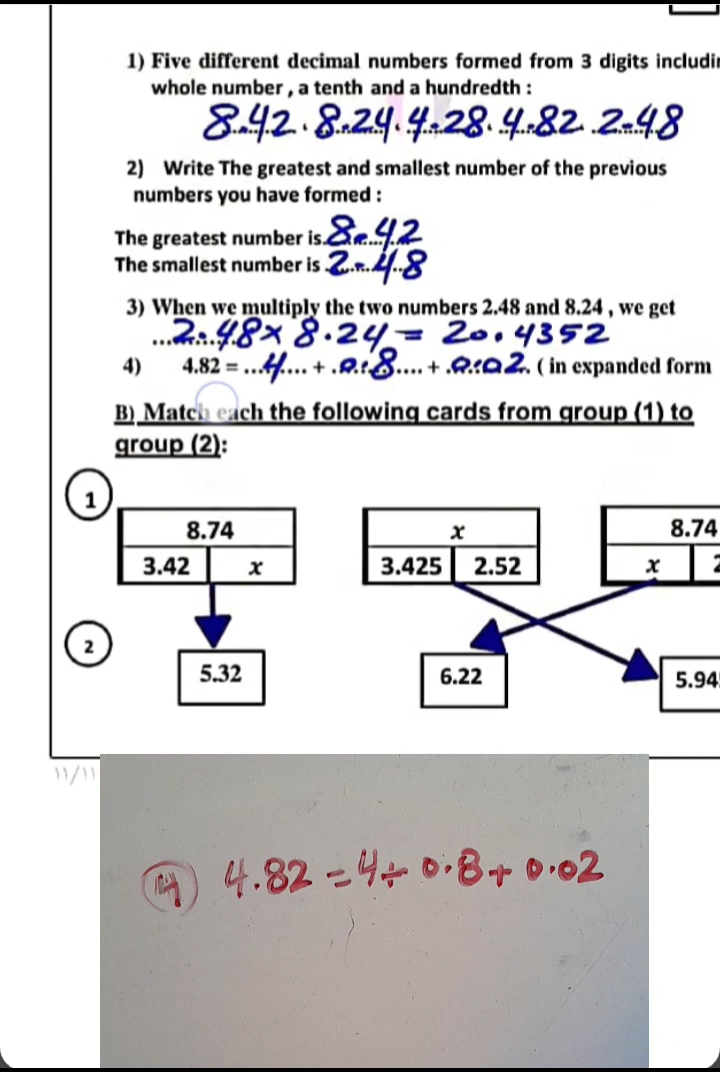 1) Five different decimal numbers formed from 3 digits includin
whole number , a tenth and a hundredth :
8.42 . 8.24 . 4.28 . 4.82 . 2.48
2) Write The greatest and smallest number of the previous
numbers you have formed :
The greatest number is 8.42
The smallest number is 2.48
3) When we multiply the two numbers 2.48 and 8.24 , we get
...2.48 × 8.24 = 20.4352
4) 4.82 = ...4.... + .0.8.... + .0.02. ( in expanded form
B) Match each the following cards from group (1) to
group (2):
1
8.74 x 8.74
3.42 x 3.425 2.52 x 2
2
5.32 6.22 5.94
11/11
4 4.82 = 4 ÷ 0.8 + 0.02